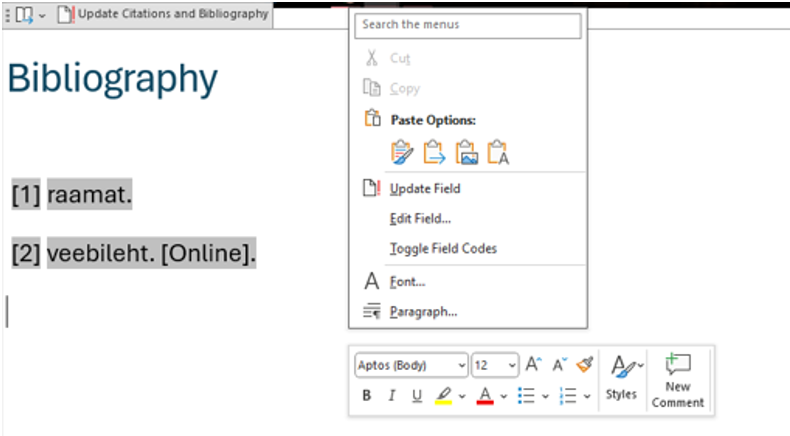 Update Citations and Bibliography
Bibliography
[1] raamat.
[2] veebileht. [Online].
Search the menus
Cut
Copy
Paste Options:
Update Field
Edit Field...
Toggle Field Codes
Font...
Paragraph...
Aptos (Body)
12
B I U
Styles
New
Comment